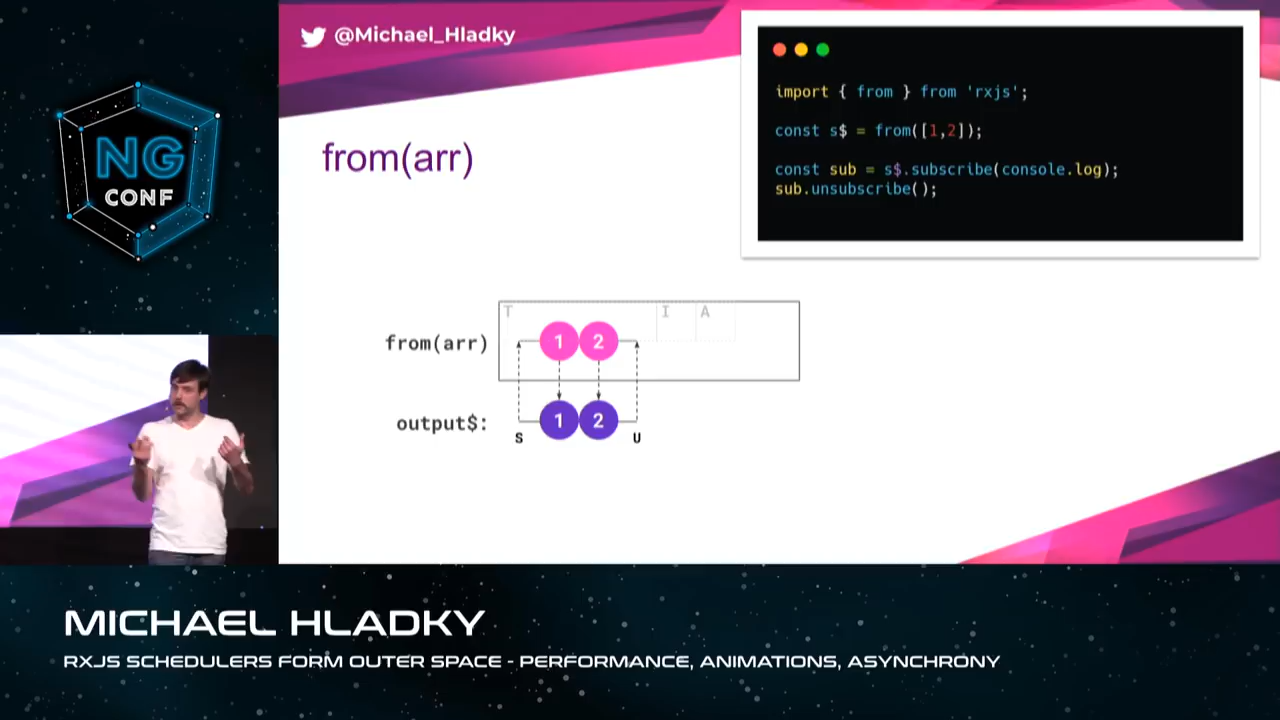 @Michael_Hladky
NG
CONF
from(arr)
import { from } from 'rxjs';
const s$ = from([1,2]);
const sub = s$.subscribe(console.log);
sub.unsubscribe();
T I A
from(arr) 1 2
output$: 1 2
S U
MICHAEL HLADKY
RXJS SCHEDULERS FORM OUTER SPACE - PERFORMANCE, ANIMATIONS, ASYNCHRONY